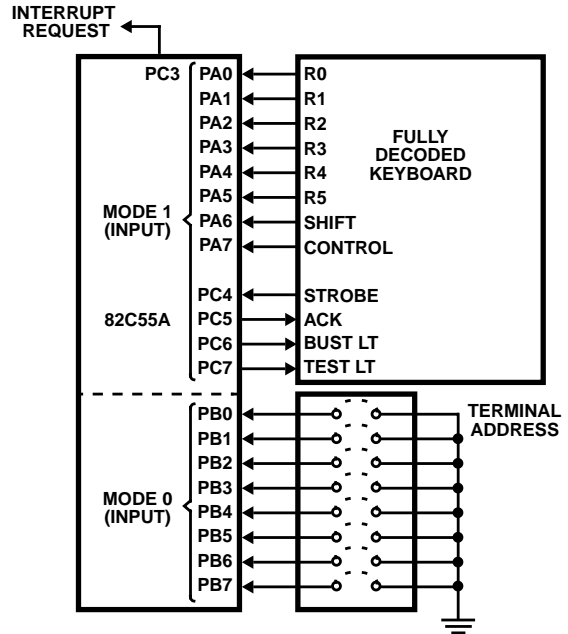 INTERRUPT
REQUEST
PC3 PA0 R0
PA1 R1
PA2 R2
PA3 R3
PA4 R4
PA5 R5
PA6 SHIFT
PA7 CONTROL
FULLY
DECODED
KEYBOARD
MODE 1
(INPUT)
PC4 STROBE
82C55A PC5 ACK
PC6 BUST LT
PC7 TEST LT
PB0
PB1
PB2
PB3
PB4
PB5
PB6
PB7
MODE 0
(INPUT)
TERMINAL
ADDRESS